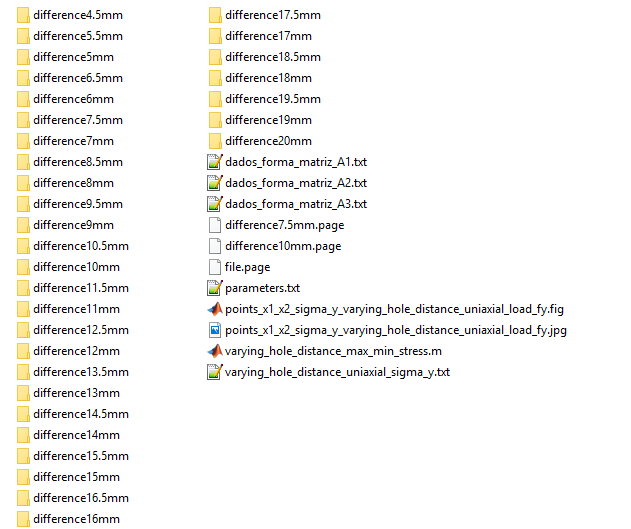 difference4.5mm
difference5.5mm
difference5mm
difference6.5mm
difference6mm
difference7.5mm
difference7mm
difference8.5mm
difference8mm
difference9.5mm
difference9mm
difference10.5mm
difference10mm
difference11.5mm
difference11mm
difference12.5mm
difference12mm
difference13.5mm
difference13mm
difference14.5mm
difference14mm
difference15.5mm
difference15mm
difference16.5mm
difference16mm
difference17.5mm
difference17mm
difference18.5mm
difference18mm
difference19.5mm
difference19mm
difference20mm
dados_forma_matriz_A1.txt
dados_forma_matriz_A2.txt
dados_forma_matriz_A3.txt
difference7.5mm.page
difference10mm.page
file.page
parameters.txt
points_x1_x2_sigma_y_varying_hole_distance_uniaxial_load_fy.fig
points_x1_x2_sigma_y_varying_hole_distance_uniaxial_load_fy.jpg
varying_hole_distance_max_min_stress.m
varying_hole_distance_uniaxial_sigma_y.txt